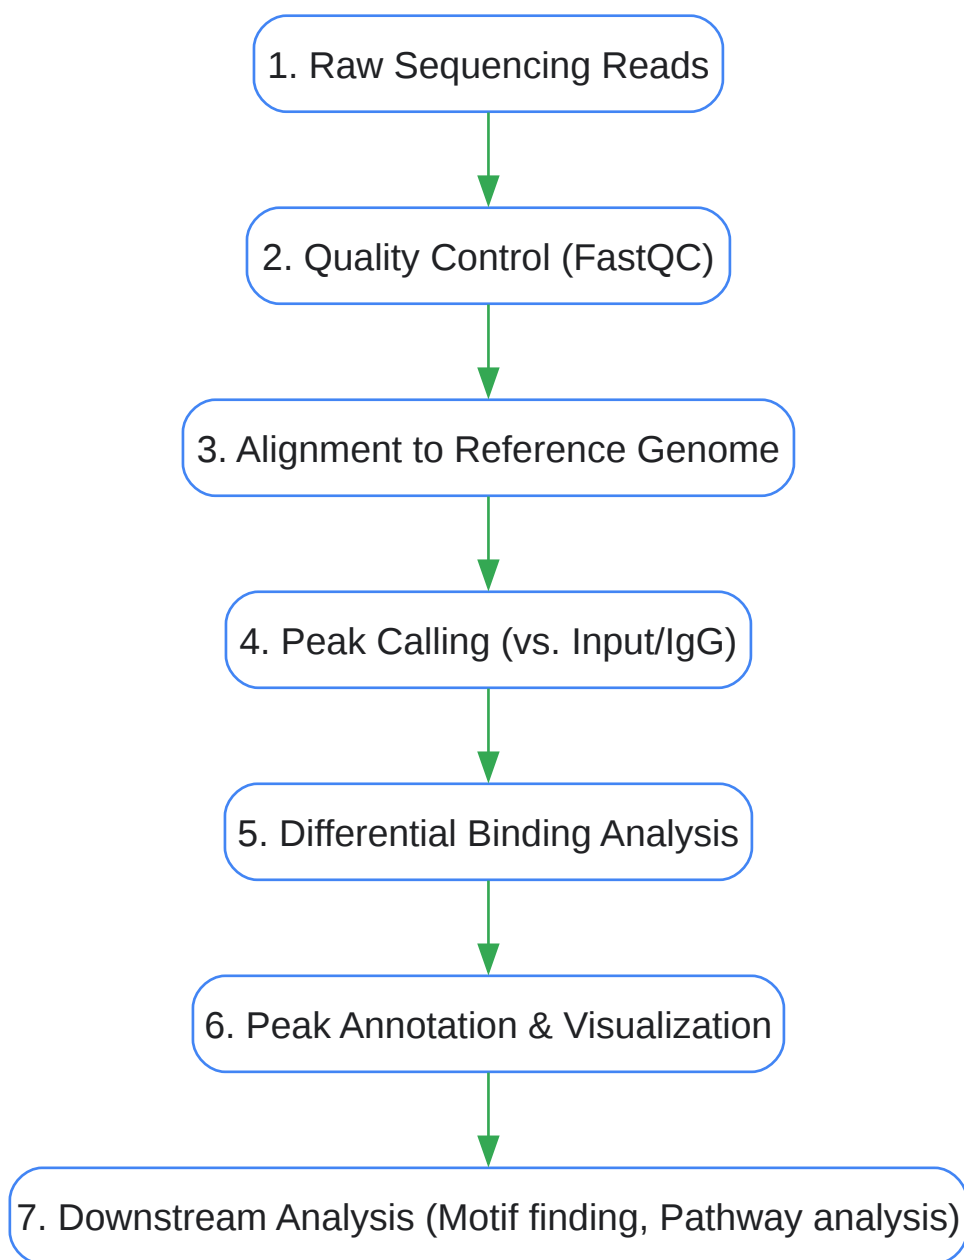 1. Raw Sequencing Reads
2. Quality Control (FastQC)
3. Alignment to Reference Genome
4. Peak Calling (vs. Input/IgG)
5. Differential Binding Analysis
6. Peak Annotation & Visualization
7. Downstream Analysis (Motif finding, Pathway analysis)